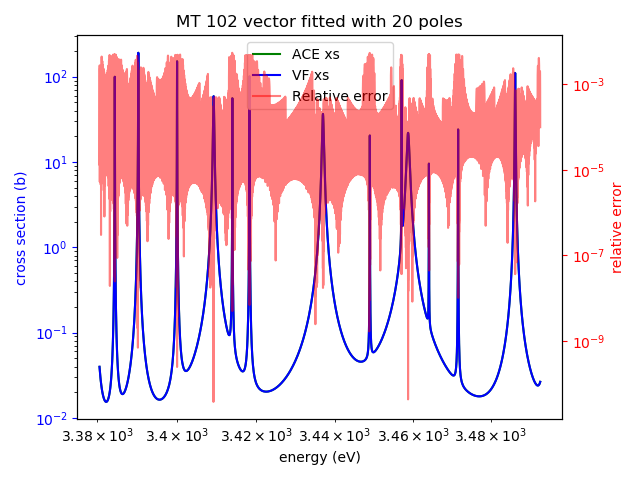 MT 102 vector fitted with 20 poles
ACE xs
VF xs
Relative error
cross section (b)
10²
10¹
10⁰
10⁻¹
10⁻²
relative error
10⁻³
10⁻⁵
10⁻⁷
10⁻⁹
3.38×10³ 3.4×10³ 3.42×10³ 3.44×10³ 3.46×10³ 3.48×10³
energy (eV)